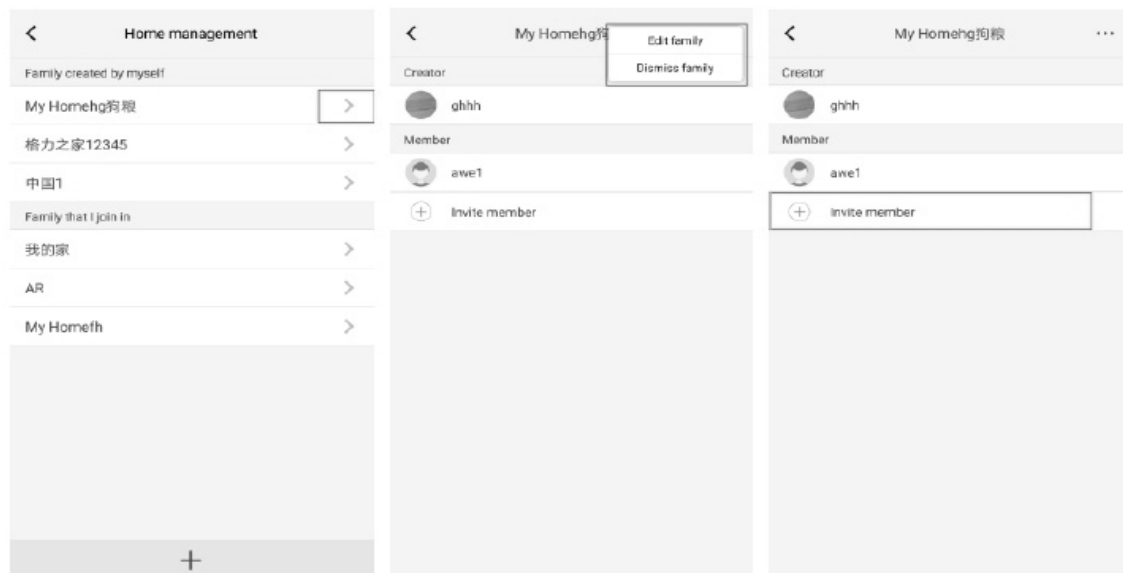 Home management
Family created by myself
My Homehg狗粮
格力之家12345
中国1
Family that I join in
我的家
AR
My Homefh
My Homehg狗
Edit family
Dismiss family
Creator
ghhh
Member
awe1
Invite member
My Homehg狗粮
Creator
ghhh
Member
awe1
Invite member